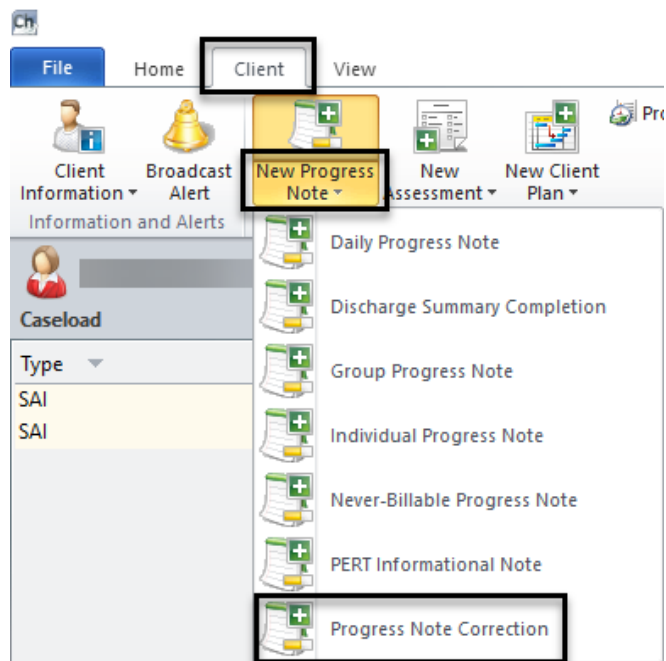 Ch
File Home Client View
Client Information Broadcast Alert New Progress Note New Assessment New Client Plan Pro
Information and Alerts
Daily Progress Note
Discharge Summary Completion
Caseload
Type
Group Progress Note
SAI
SAI
Individual Progress Note
Never-Billable Progress Note
PERT Informational Note
Progress Note Correction